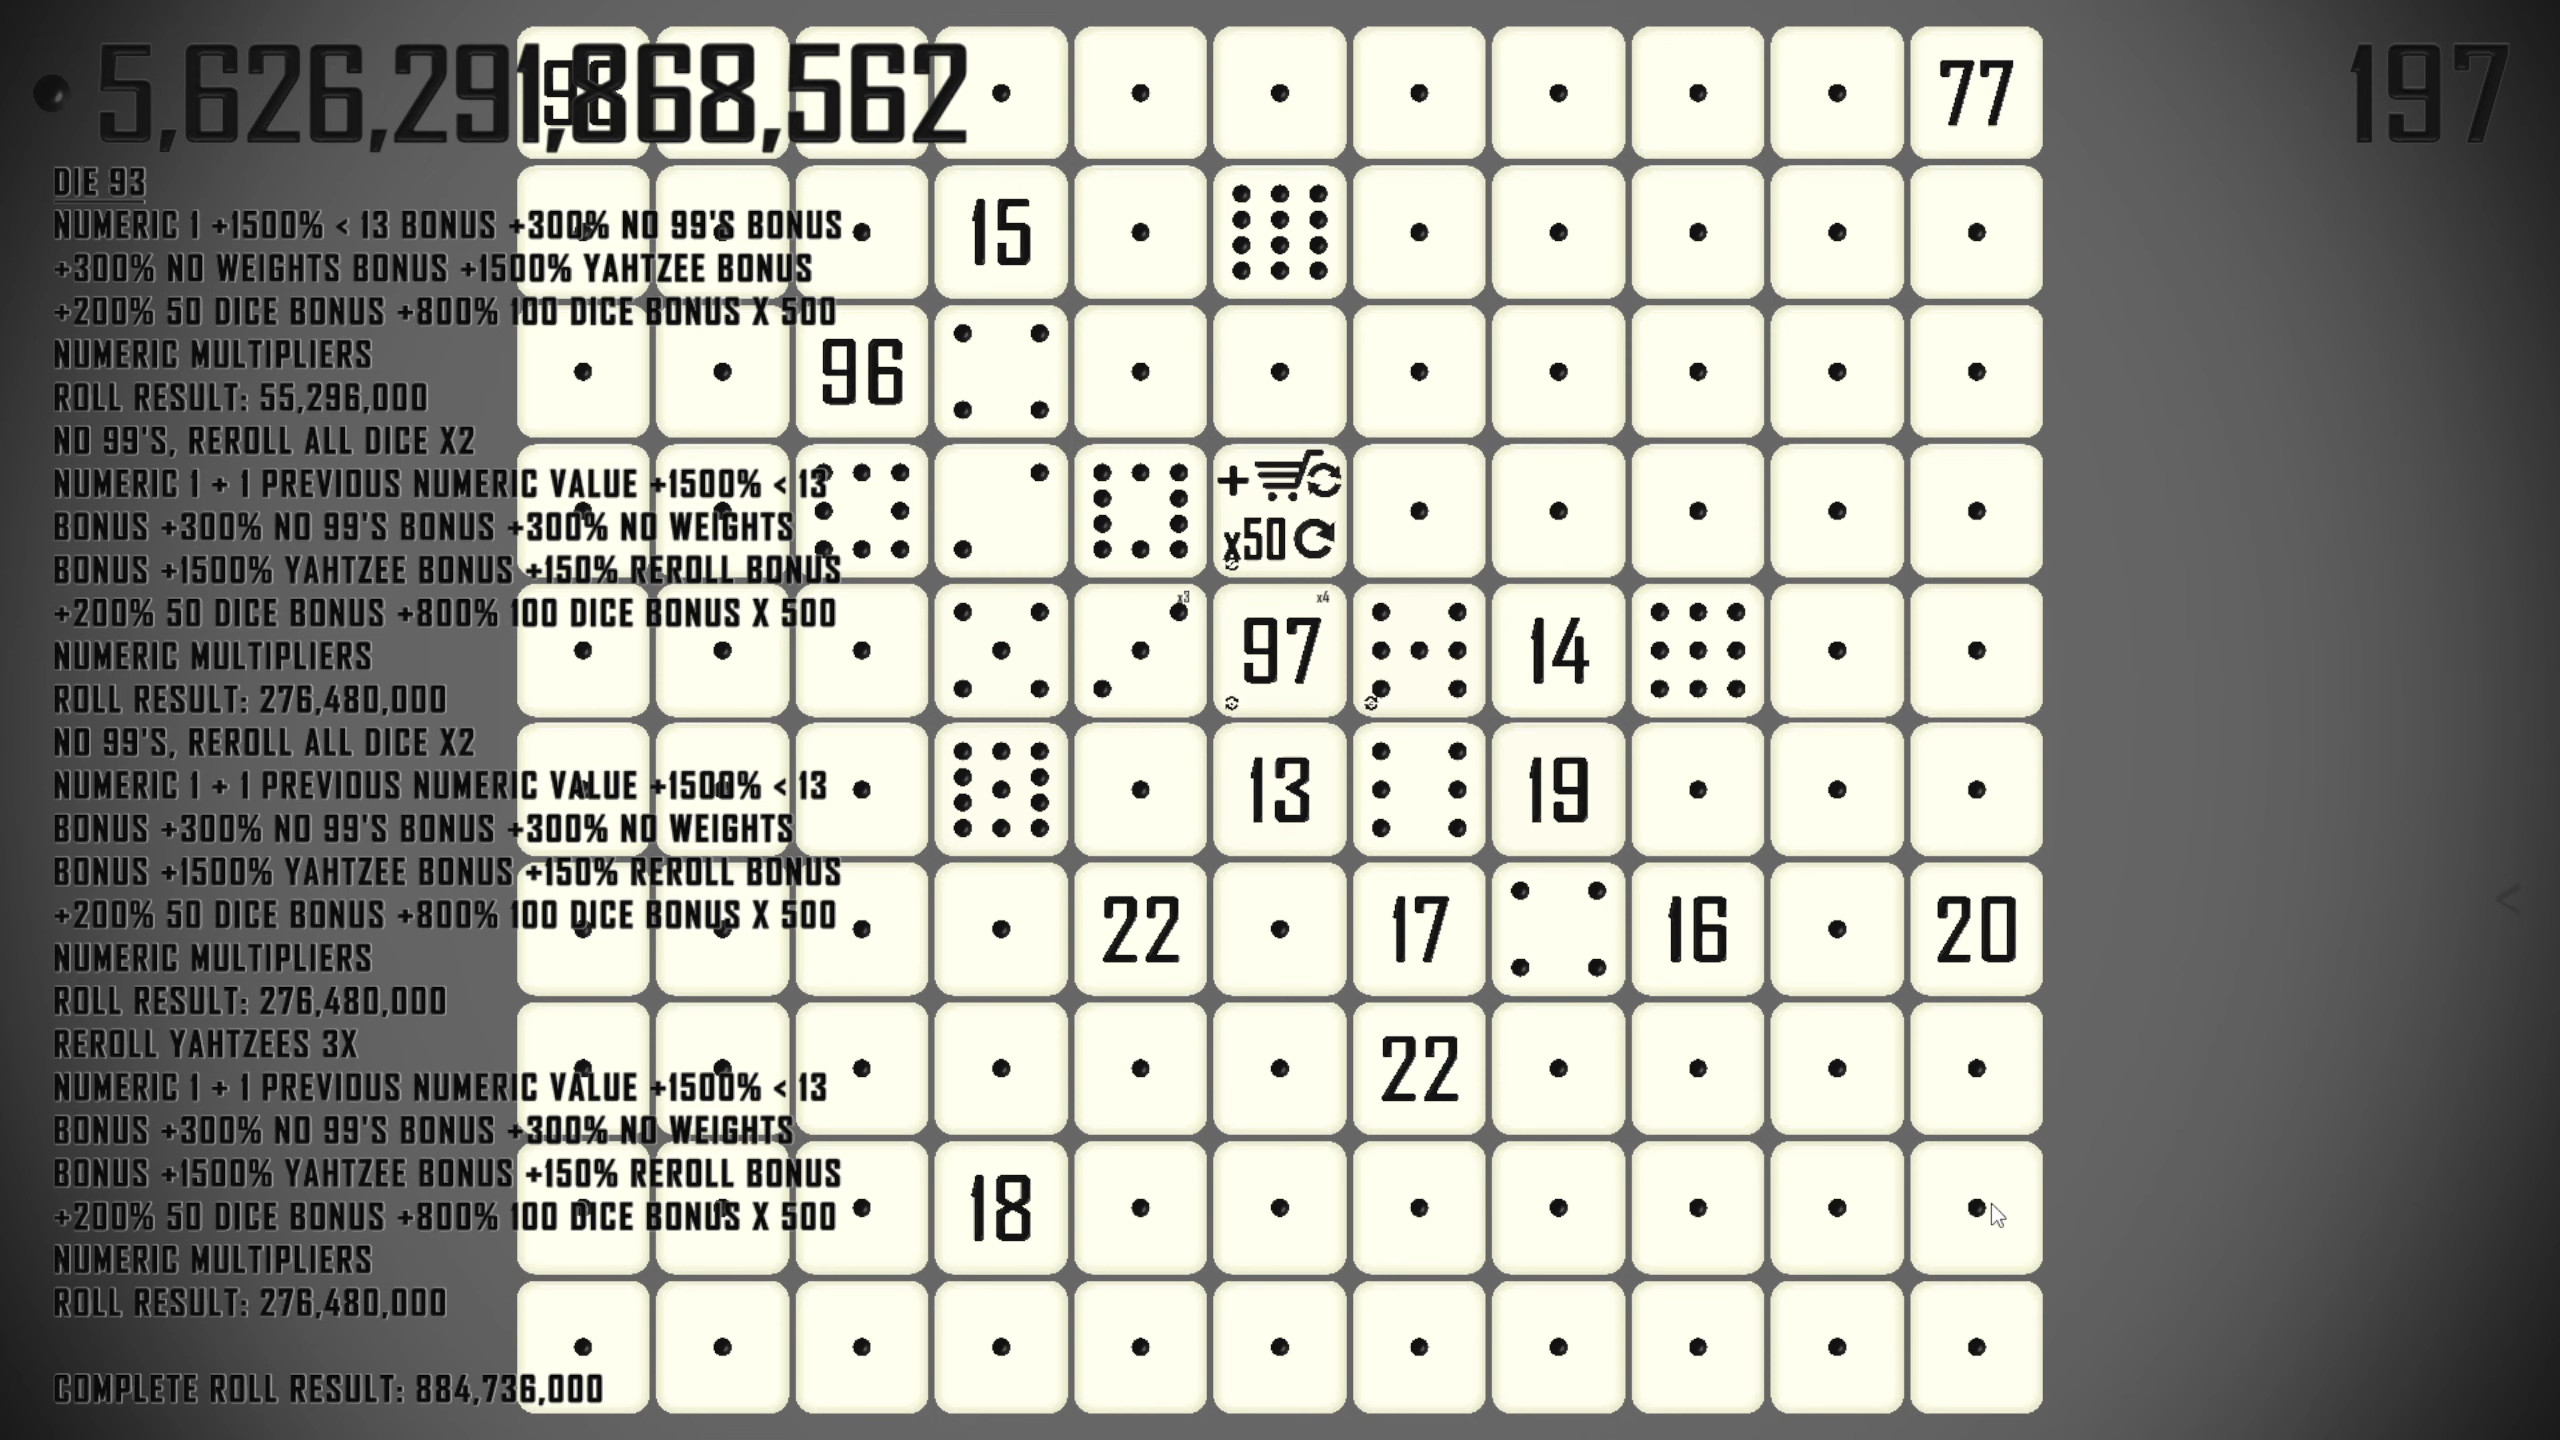 5,626,291,868,562
197
77
DIE 93
NUMERIC 1 +1500% < 13 BONUS +300% NO 99'S BONUS
+300% NO WEIGHTS BONUS +1500% YAHTZEE BONUS
+200% 50 DICE BONUS +800% 100 DICE BONUS X 500
NUMERIC MULTIPLIERS
ROLL RESULT: 55,296,000
NO 99'S, REROLL ALL DICE X2
NUMERIC 1 + 1 PREVIOUS NUMERIC VALUE +1500% < 13
BONUS +300% NO 99'S BONUS +300% NO WEIGHTS
BONUS +1500% YAHTZEE BONUS +150% REROLL BONUS
+200% 50 DICE BONUS +800% 100 DICE BONUS X 500
NUMERIC MULTIPLIERS
ROLL RESULT: 276,480,000
NO 99'S, REROLL ALL DICE X2
NUMERIC 1 + 1 PREVIOUS NUMERIC VALUE +1500% < 13
BONUS +300% NO 99'S BONUS +300% NO WEIGHTS
BONUS +1500% YAHTZEE BONUS +150% REROLL BONUS
+200% 50 DICE BONUS +800% 100 DICE BONUS X 500
NUMERIC MULTIPLIERS
ROLL RESULT: 276,480,000
REROLL YAHTZEES 3X
NUMERIC 1 + 1 PREVIOUS NUMERIC VALUE +1500% < 13
BONUS +300% NO 99'S BONUS +300% NO WEIGHTS
BONUS +1500% YAHTZEE BONUS +150% REROLL BONUS
+200% 50 DICE BONUS +800% 100 DICE BONUS X 500
NUMERIC MULTIPLIERS
ROLL RESULT: 276,480,000
COMPLETE ROLL RESULT: 884,736,000
15
96
+
x50
x3
97 x4
14
13
19
22
17
16
20
22
18
<